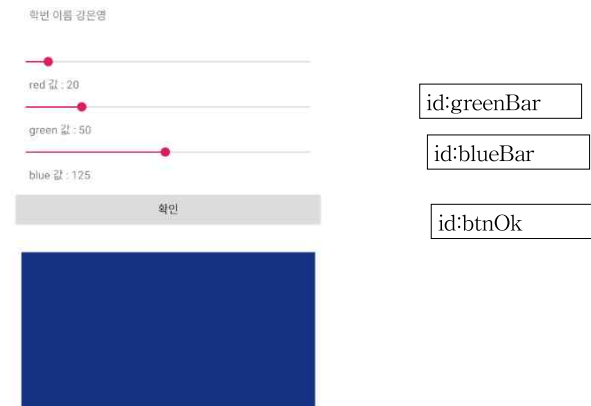 학번 이름 강은영
red 값 : 20
green 값 : 50
blue 값 : 125
확인
id:greenBar
id:blueBar
id:btnOk